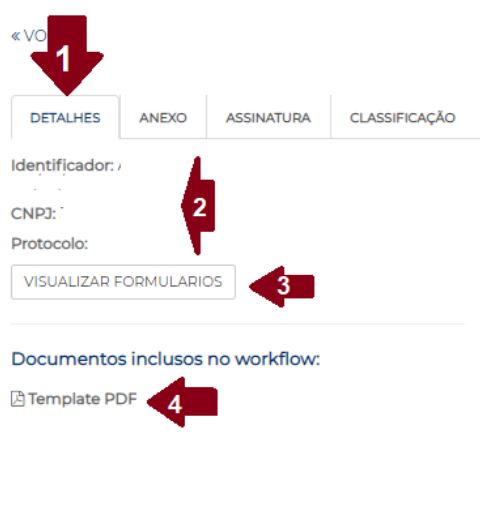 « VO
1
DETALHES ANEXO ASSINATURA CLASSIFICAÇÃO
Identificador:
2
CNPJ:
Protocolo:
VISUALIZAR FORMULARIOS
3
Documentos inclusos no workflow:
Template PDF
4